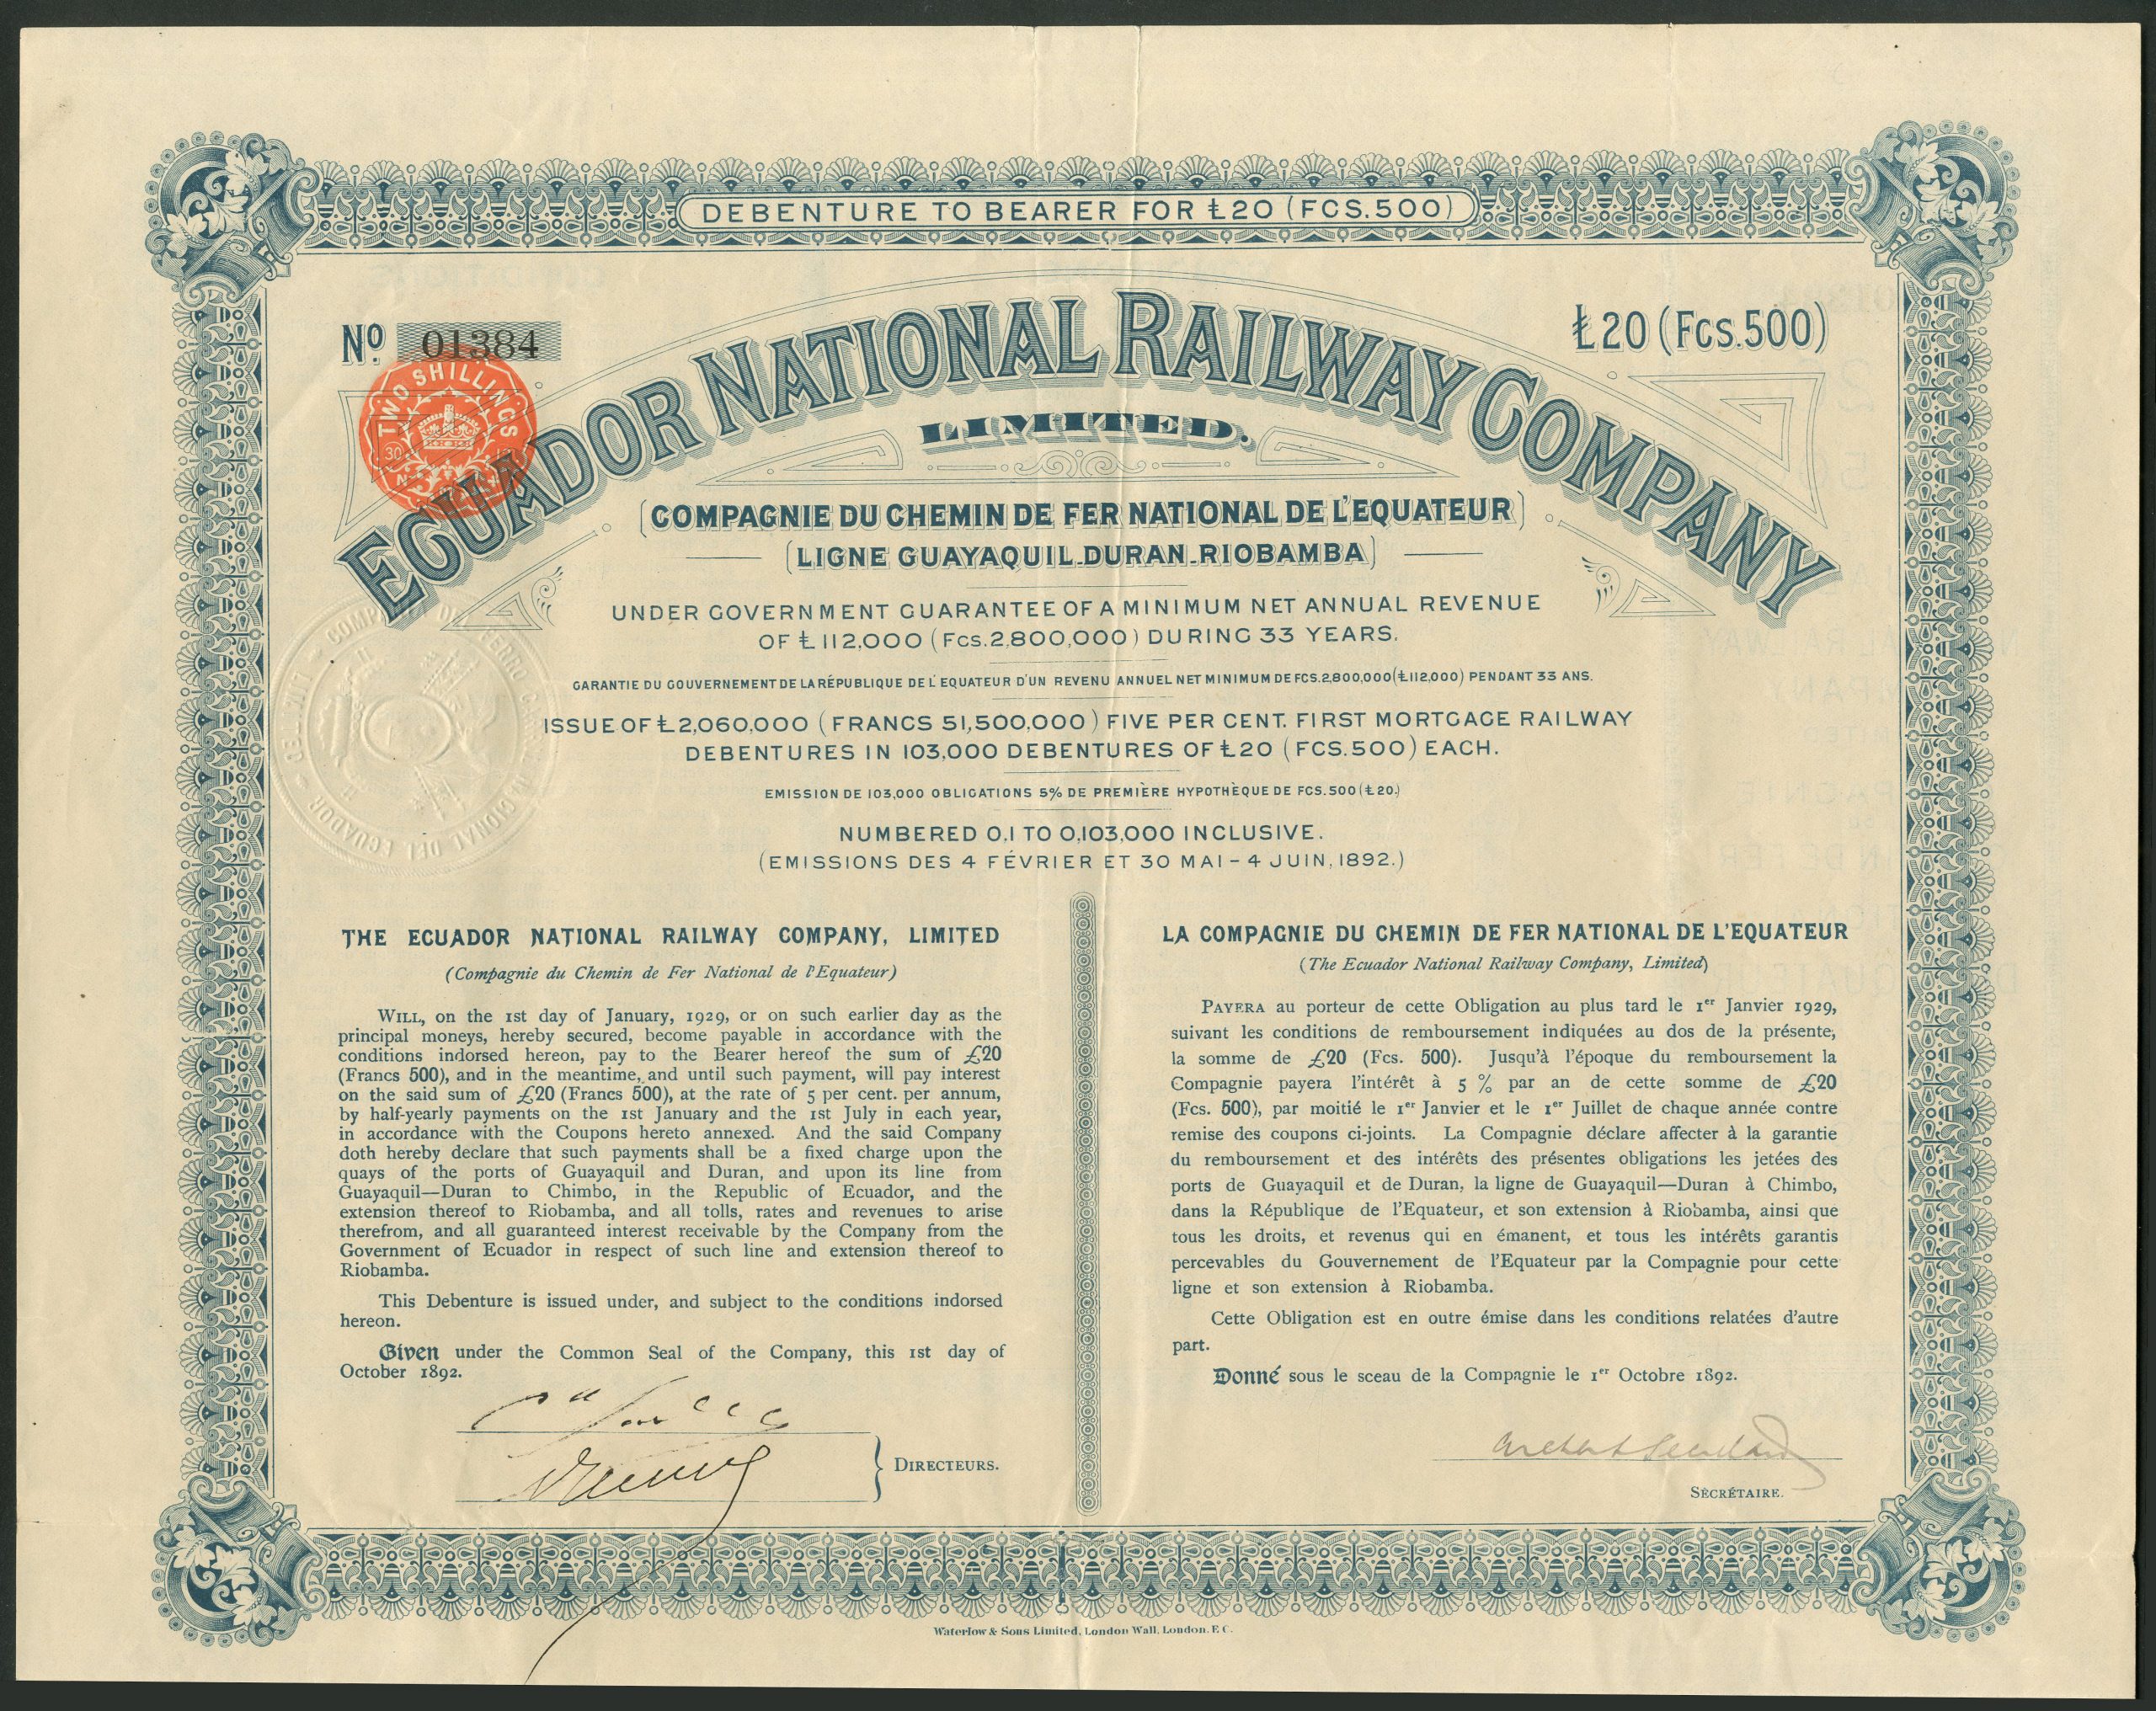 DEBENTURE TO BEARER FOR £20 (FCS.500)
Nº 01384
£20 (FCS.500)
TWO SHILLINGS
30
ECUADOR NATIONAL RAILWAY COMPANY
LIMITED.
(COMPAGNIE DU CHEMIN DE FER NATIONAL DE L'EQUATEUR)
(LIGNE GUAYAQUIL-DURAN-RIOBAMBA)
UNDER GOVERNMENT GUARANTEE OF A MINIMUM NET ANNUAL REVENUE
OF £112,000 (FCS.2,800,000) DURING 33 YEARS.
GARANTIE DU GOUVERNEMENT DE LA RÉPUBLIQUE DE L'EQUATEUR D'UN REVENU ANNUEL NET MINIMUM DE FCS.2,800,000 (£112,000) PENDANT 33 ANS.
ISSUE OF £2,060,000 (FRANCS 51,500,000) FIVE PER CENT. FIRST MORTGAGE RAILWAY
DEBENTURES IN 103,000 DEBENTURES OF £20 (FCS.500) EACH.
EMISSION DE 103,000 OBLIGATIONS 5% DE PREMIÈRE HYPOTHÈQUE DE FCS.500 (£20.)
NUMBERED 0,1 TO 0,103,000 INCLUSIVE.
(EMISSIONS DES 4 FÉVRIER ET 30 MAI - 4 JUIN, 1892.)
COMPAÑIA DEL FERRO CARRIL NACIONAL DEL ECUADOR - LIMITED -
THE ECUADOR NATIONAL RAILWAY COMPANY, LIMITED
(Compagnie du Chemin de Fer National de l'Equateur)
WILL, on the 1st day of January, 1929, or on such earlier day as the
principal moneys, hereby secured, become payable in accordance with the
conditions indorsed hereon, pay to the Bearer hereof the sum of £20
(Francs 500), and in the meantime, and until such payment, will pay interest
on the said sum of £20 (Francs 500), at the rate of 5 per cent. per annum,
by half-yearly payments on the 1st January and the 1st July in each year,
in accordance with the Coupons hereto annexed. And the said Company
doth hereby declare that such payments shall be a fixed charge upon the
quays of the ports of Guayaquil and Duran, and upon its line from
Guayaquil—Duran to Chimbo, in the Republic of Ecuador, and the
extension thereof to Riobamba, and all tolls, rates and revenues to arise
therefrom, and all guaranteed interest receivable by the Company from the
Government of Ecuador in respect of such line and extension thereof to
Riobamba.
This Debenture is issued under, and subject to the conditions indorsed
hereon.
Given under the Common Seal of the Company, this 1st day of
October 1892.
DIRECTEURS.
LA COMPAGNIE DU CHEMIN DE FER NATIONAL DE L'EQUATEUR
(The Ecuador National Railway Company, Limited)
PAYERA au porteur de cette Obligation au plus tard le 1er Janvier 1929,
suivant les conditions de remboursement indiquées au dos de la présente,
la somme de £20 (Fcs. 500). Jusqu'à l'époque du remboursement la
Compagnie payera l'intérêt à 5 % par an de cette somme de £20
(Fcs. 500), par moitié le 1er Janvier et le 1er Juillet de chaque année contre
remise des coupons ci-joints. La Compagnie déclare affecter à la garantie
du remboursement et des intérêts des présentes obligations les jetées des
ports de Guayaquil et de Duran, la ligne de Guayaquil—Duran à Chimbo,
dans la République de l'Equateur, et son extension à Riobamba, ainsi que
tous les droits, et revenus qui en émanent, et tous les intérêts garantis
percevables du Gouvernement de l'Equateur par la Compagnie pour cette
ligne et son extension à Riobamba.
Cette Obligation est en outre émise dans les conditions relatées d'autre
part.
Donné sous le sceau de la Compagnie le 1er Octobre 1892.
SÉCRÉTAIRE.
Waterlow & Sons Limited, London Wall, London. E.C.